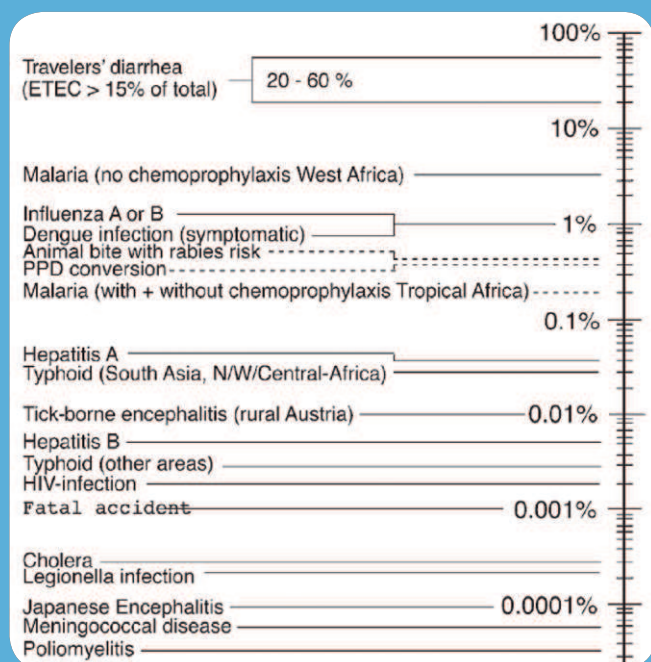 100%
Travelers' diarrhea
(ETEC > 15% of total)
20 - 60 %
10%
Malaria (no chemoprophylaxis West Africa)
Influenza A or B
1%
Dengue infection (symptomatic)
Animal bite with rabies risk
PPD conversion
Malaria (with + without chemoprophylaxis Tropical Africa)
0.1%
Hepatitis A
Typhoid (South Asia, N/W/Central-Africa)
Tick-borne encephalitis (rural Austria)
0.01%
Hepatitis B
Typhoid (other areas)
HIV-infection
Fatal accident
0.001%
Cholera
Legionella infection
Japanese Encephalitis
0.0001%
Meningococcal disease
Poliomyelitis